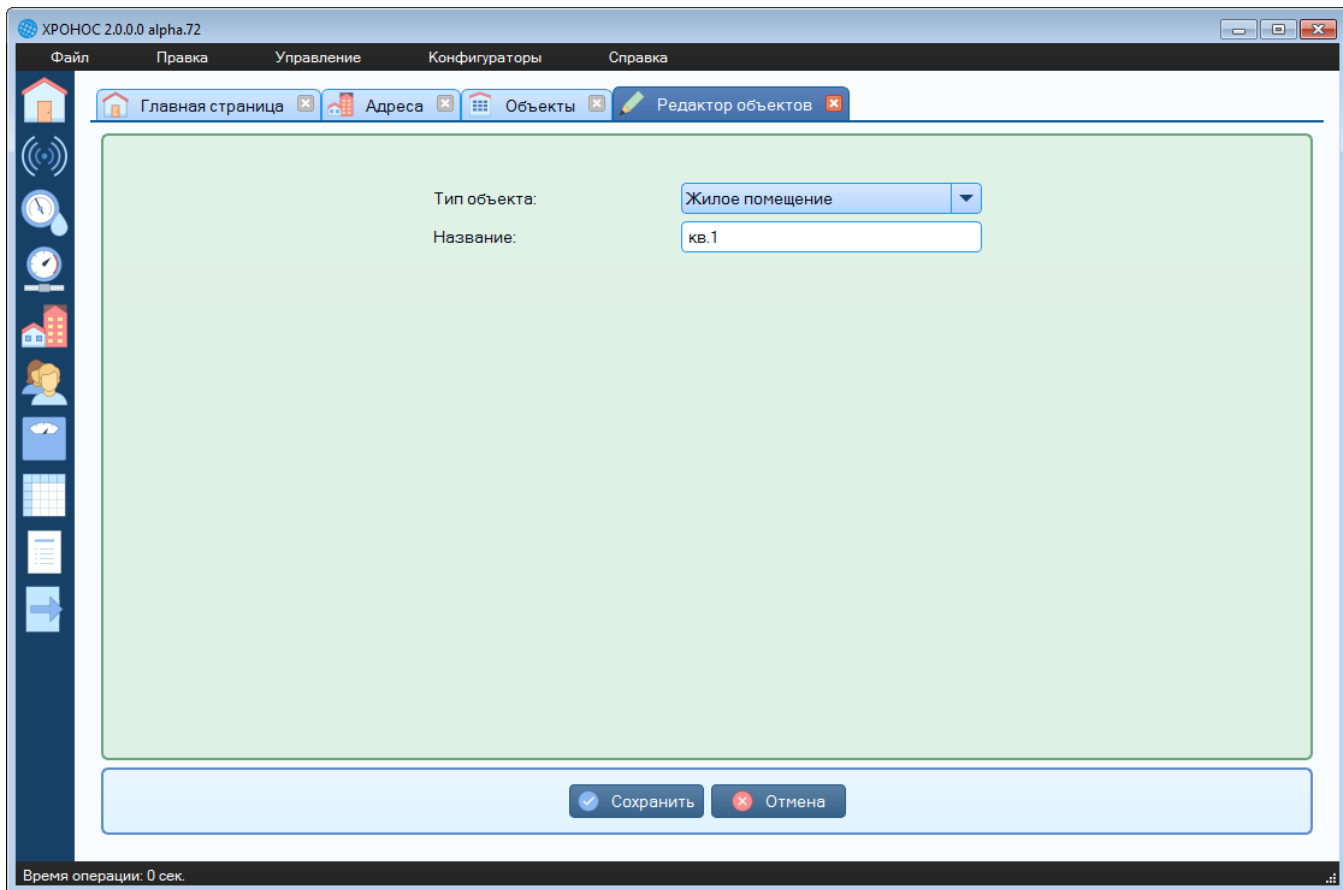 ХРОНОС 2.0.0.0 alpha.72
Файл Правка Управление Конфигураторы Справка
Главная страница Адреса Объекты Редактор объектов
Тип объекта: Жилое помещение
Название: кв.1
Сохранить Отмена
Время операции: 0 сек.